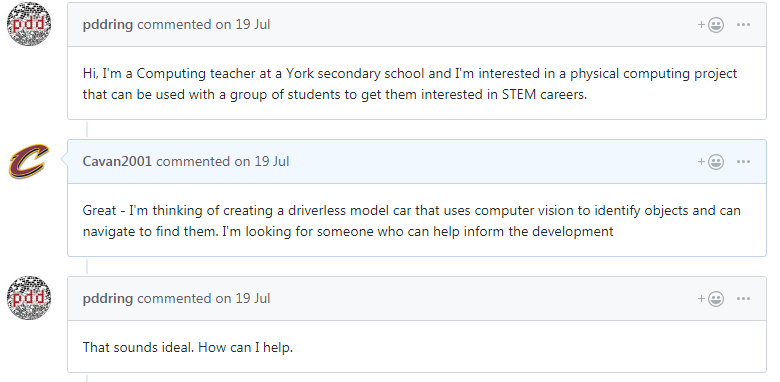 pdd
pddring commented on 19 Jul
Hi, I'm a Computing teacher at a York secondary school and I'm interested in a physical computing project
that can be used with a group of students to get them interested in STEM careers.
C
Cavan2001 commented on 19 Jul
Great - I'm thinking of creating a driverless model car that uses computer vision to identify objects and can
navigate to find them. I'm looking for someone who can help inform the development
pdd
pddring commented on 19 Jul
That sounds ideal. How can I help.